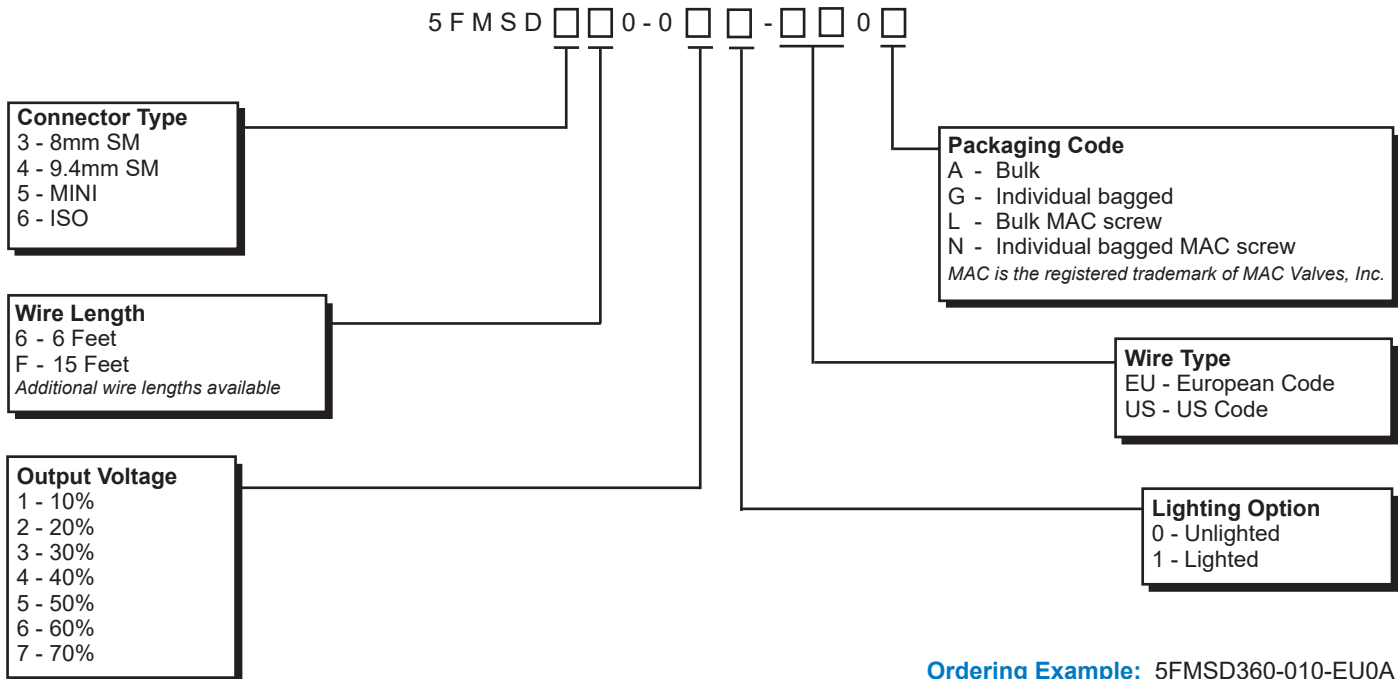 5 F M S D □ □ 0 - 0 □ □ - □ □ 0 □
Connector Type
3 - 8mm SM
4 - 9.4mm SM
5 - MINI
6 - ISO
Wire Length
6 - 6 Feet
F - 15 Feet
Additional wire lengths available
Output Voltage
1 - 10%
2 - 20%
3 - 30%
4 - 40%
5 - 50%
6 - 60%
7 - 70%
Packaging Code
A - Bulk
G - Individual bagged
L - Bulk MAC screw
N - Individual bagged MAC screw
MAC is the registered trademark of MAC Valves, Inc.
Wire Type
EU - European Code
US - US Code
Lighting Option
0 - Unlighted
1 - Lighted
Ordering Example: 5FMSD360-010-EU0A